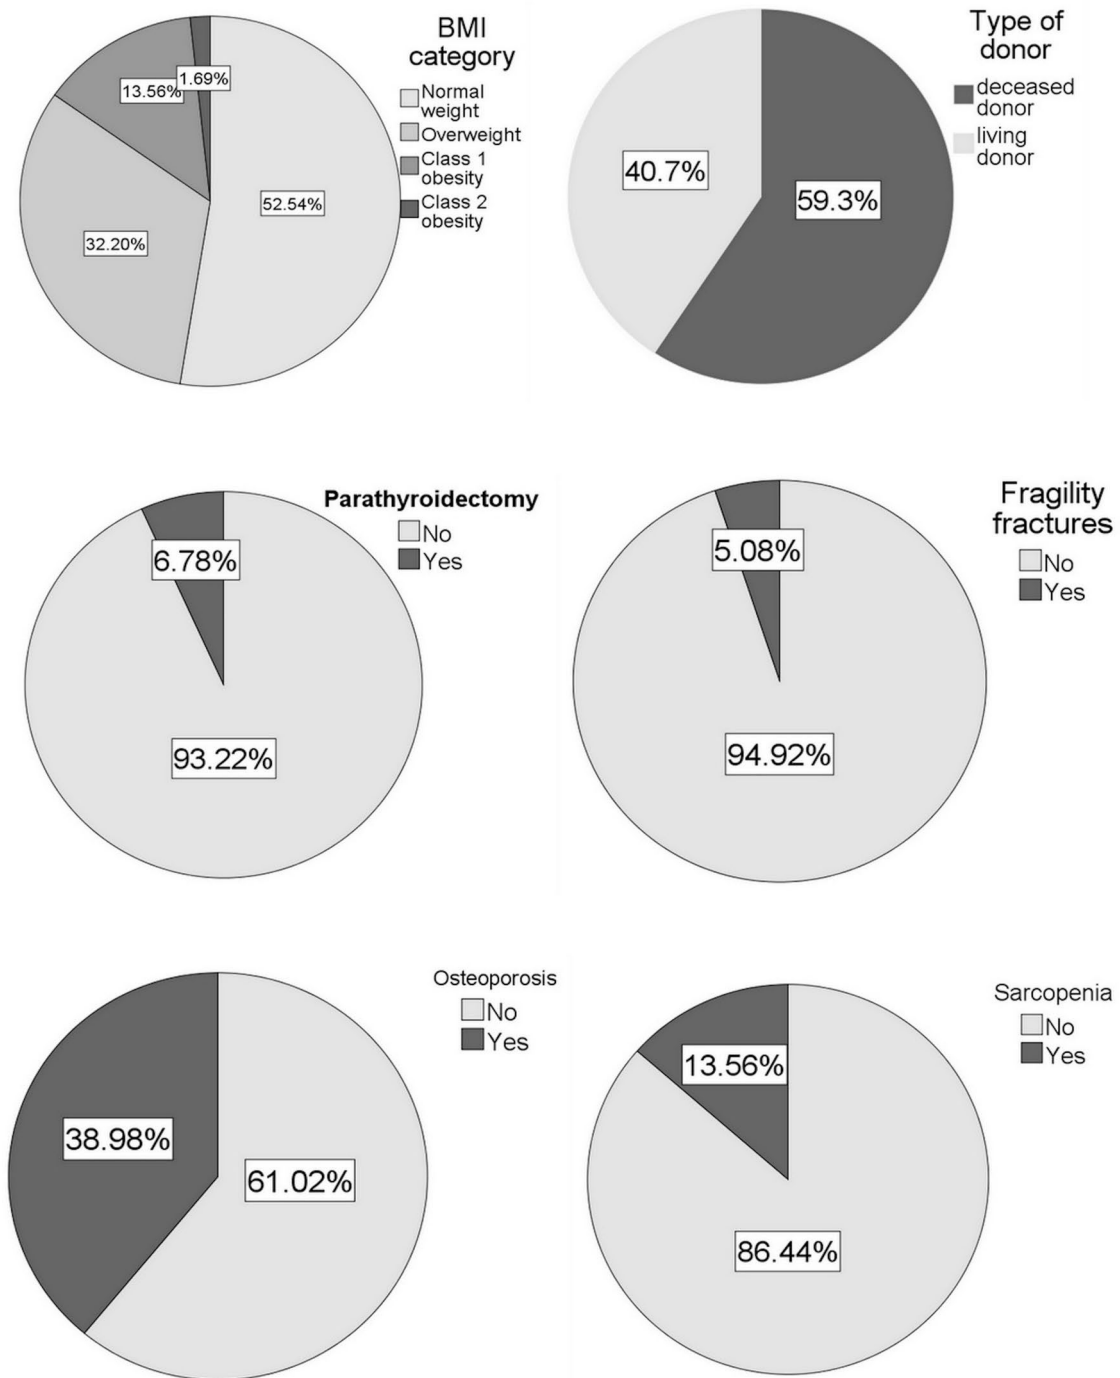 BMI
category
Normal
weight
Overweight
Class 1
obesity
Class 2
obesity
1.69%
13.56%
52.54%
32.20%
Type of
donor
deceased
donor
living
donor
40.7%
59.3%
Parathyroidectomy
No
Yes
6.78%
93.22%
Fragility
fractures
No
Yes
5.08%
94.92%
Osteoporosis
No
Yes
38.98%
61.02%
Sarcopenia
No
Yes
13.56%
86.44%